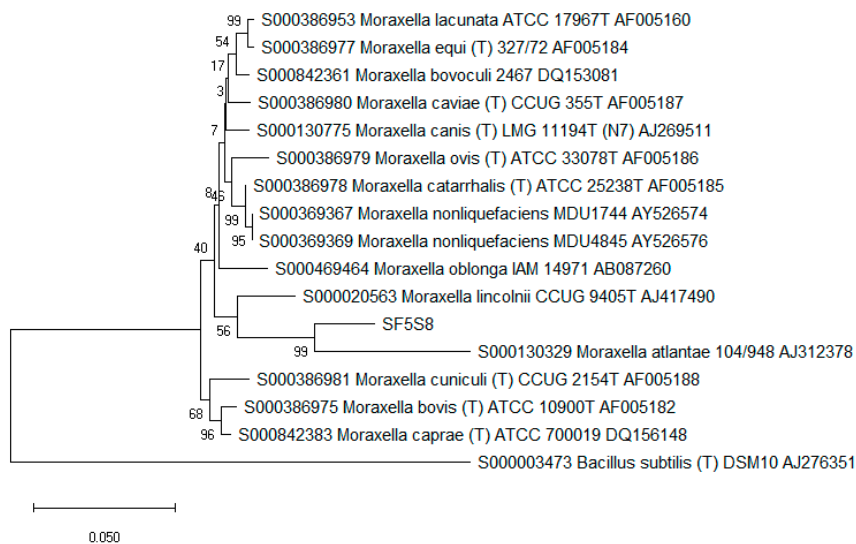 99 S000386953 Moraxella lacunata ATCC 17967T AF005160
54 S000386977 Moraxella equi (T) 327/72 AF005184
17 S000842361 Moraxella bovoculi 2467 DQ153081
3 S000386980 Moraxella caviae (T) CCUG 355T AF005187
7 S000130775 Moraxella canis (T) LMG 11194T (N7) AJ269511
S000386979 Moraxella ovis (T) ATCC 33078T AF005186
8 46 S000386978 Moraxella catarrhalis (T) ATCC 25238T AF005185
99 S000369367 Moraxella nonliquefaciens MDU1744 AY526574
95 S000369369 Moraxella nonliquefaciens MDU4845 AY526576
40 S000469464 Moraxella oblonga IAM 14971 AB087260
S000020563 Moraxella lincolnii CCUG 9405T AJ417490
56 SF5S8
99 S000130329 Moraxella atlantae 104/948 AJ312378
S000386981 Moraxella cuniculi (T) CCUG 2154T AF005188
68 S000386975 Moraxella bovis (T) ATCC 10900T AF005182
96 S000842383 Moraxella caprae (T) ATCC 700019 DQ156148
S000003473 Bacillus subtilis (T) DSM10 AJ276351
0.050